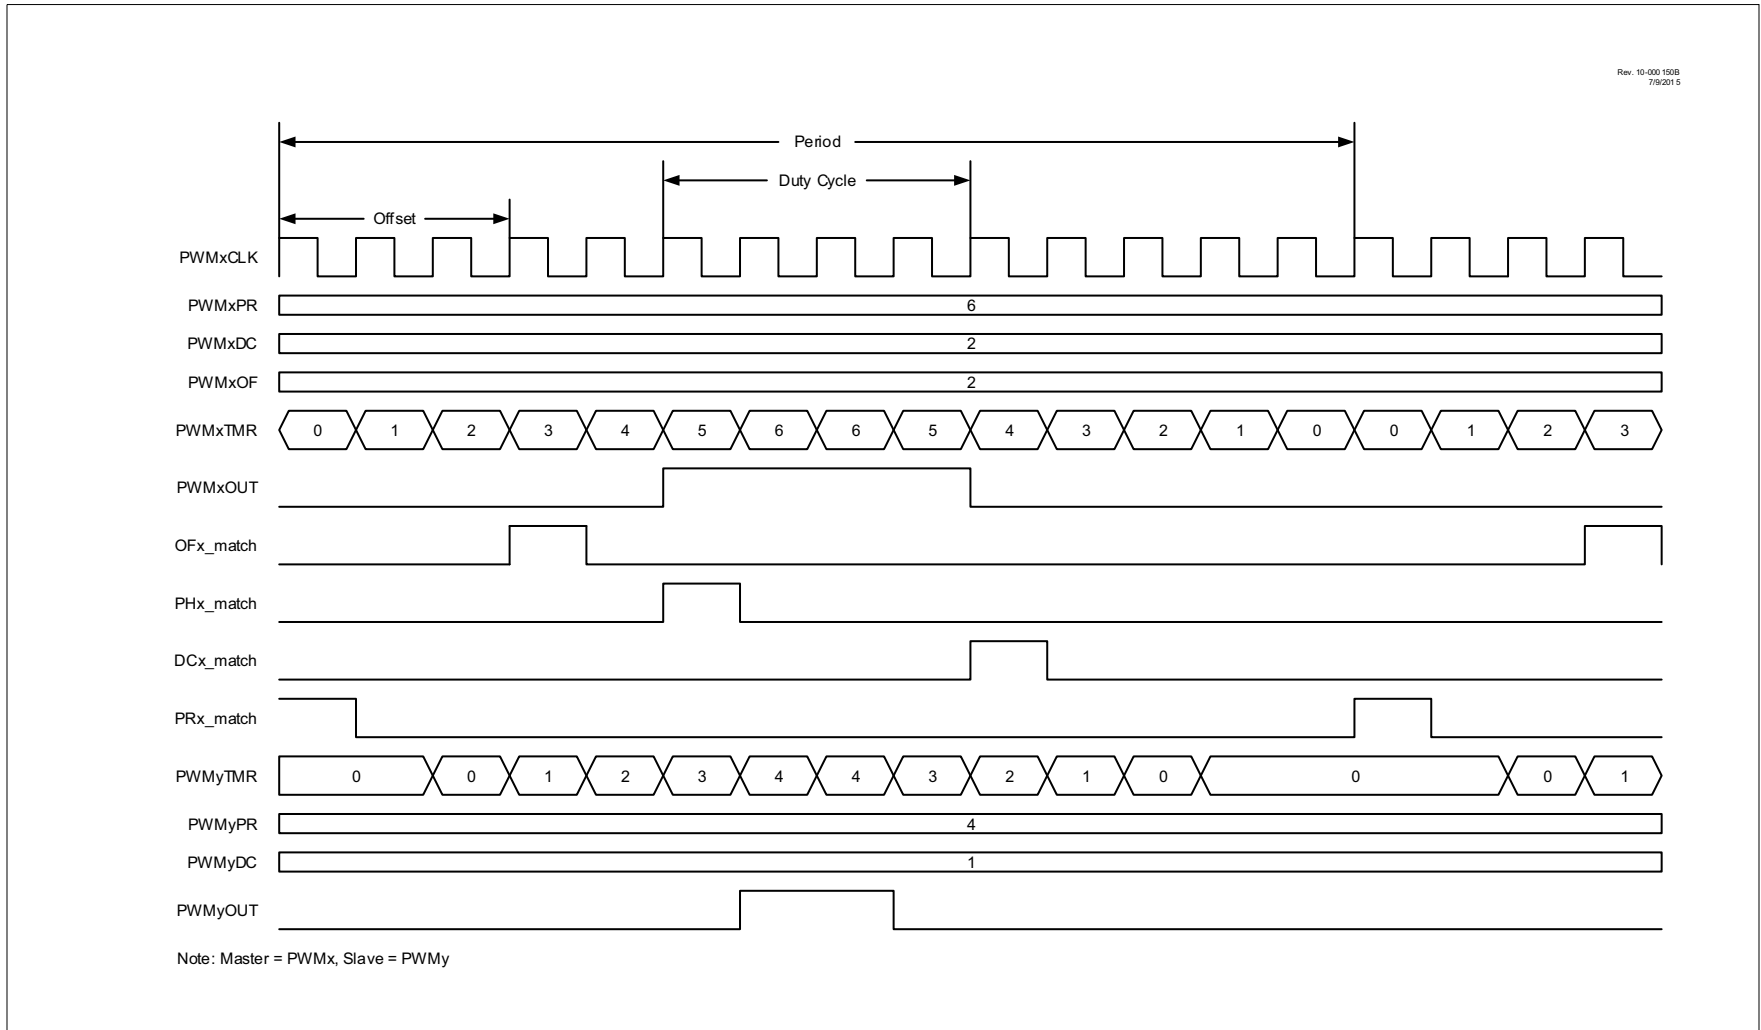 Rev. 10-000 150B
7/9/2015
Period
Duty Cycle
Offset
PWMxCLK
PWMxPR 6
PWMxDC 2
PWMxOF 2
PWMxTMR 0 1 2 3 4 5 6 6 5 4 3 2 1 0 0 1 2 3
PWMxOUT
OFx_match
PHx_match
DCx_match
PRx_match
PWMyTMR 0 0 1 2 3 4 4 3 2 1 0 0 0 1
PWMyPR 4
PWMyDC 1
PWMyOUT
Note: Master = PWMx, Slave = PWMy